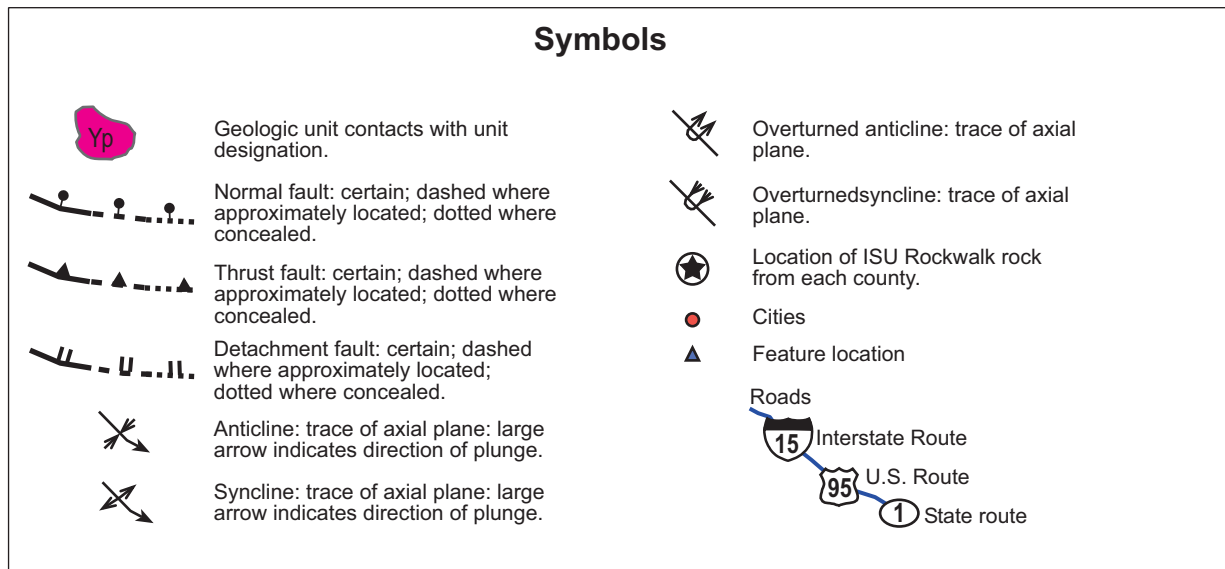 Symbols
Yp
Geologic unit contacts with unit
designation.
Normal fault: certain; dashed where
approximately located; dotted where
concealed.
Thrust fault: certain; dashed where
approximately located; dotted where
concealed.
Detachment fault: certain; dashed
where approximately located;
dotted where concealed.
Anticline: trace of axial plane: large
arrow indicates direction of plunge.
Syncline: trace of axial plane: large
arrow indicates direction of plunge.
Overturned anticline: trace of axial
plane.
Overturnedsyncline: trace of axial
plane.
Location of ISU Rockwalk rock
from each county.
Cities
Feature location
Roads
15 Interstate Route
95 U.S. Route
1 State route